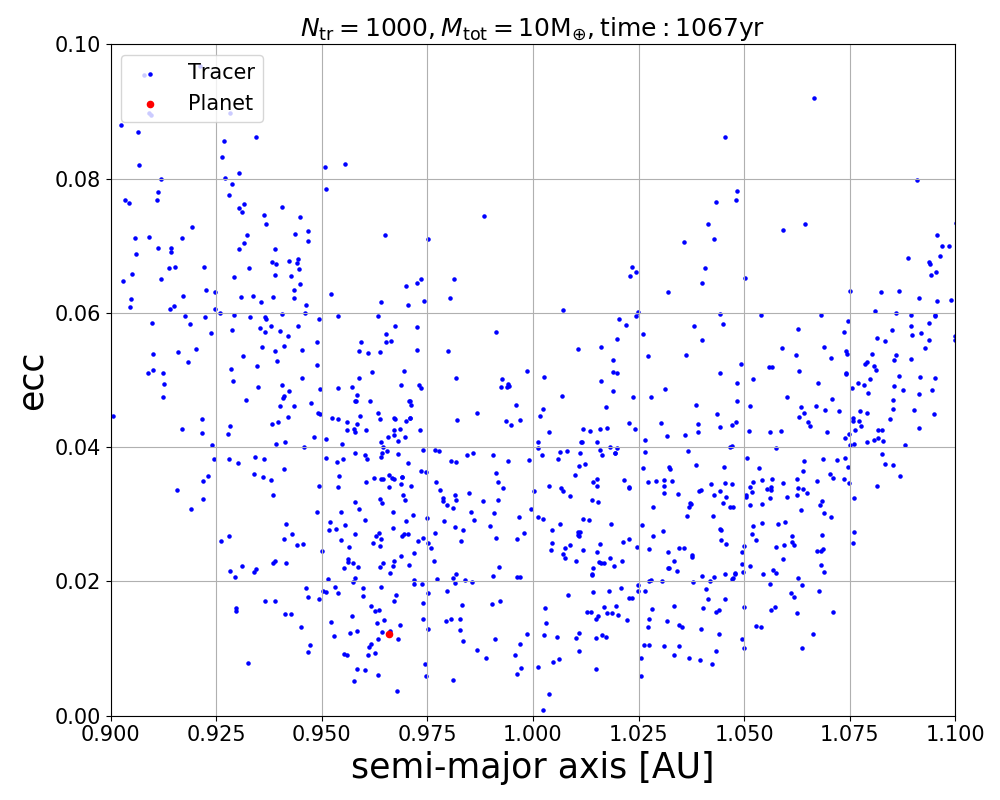 N_tr = 1000, M_tot = 10M_⊕, time : 1067yr
Tracer
Planet
ecc
0.10
0.08
0.06
0.04
0.02
0.00
0.900 0.925 0.950 0.975 1.000 1.025 1.050 1.075 1.100
semi-major axis [AU]